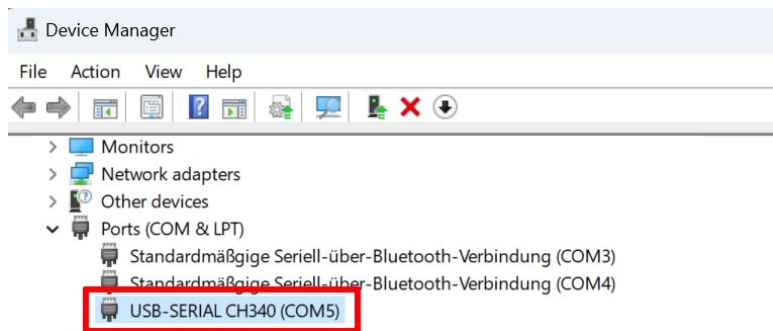 Device Manager
File Action View Help
Monitors
Network adapters
Other devices
Ports (COM & LPT)
Standardmäßgige Seriell-über-Bluetooth-Verbindung (COM3)
Standardmäßgige Seriell-über-Bluetooth-Verbindung (COM4)
USB-SERIAL CH340 (COM5)